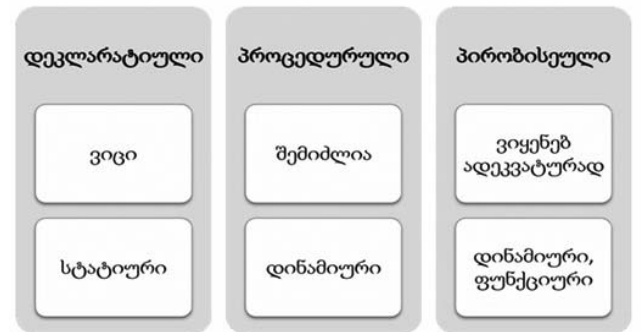 დეკლარატიული
ვიცი
სტატიური
პროცედურული
შემიძლია
დინამიური
პირობისეული
ვიყენებ
ადეკვატურად
დინამიური,
ფუნქციური